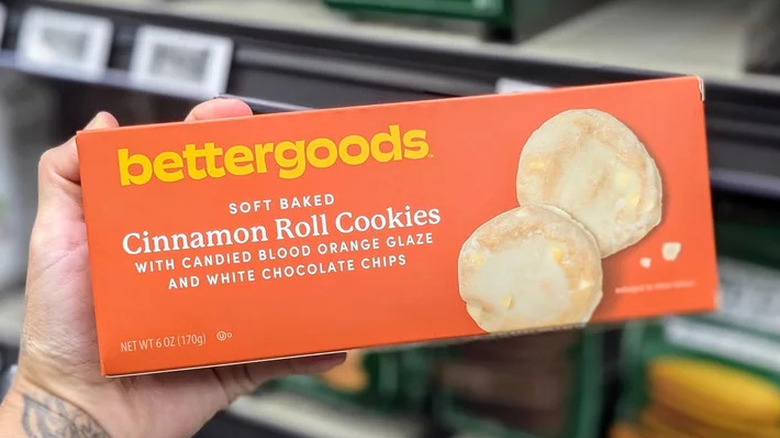 bettergoods
SOFT BAKED
Cinnamon Roll Cookies
WITH CANDIED BLOOD ORANGE GLAZE
AND WHITE CHOCOLATE CHIPS
NET WT 6 OZ (170g)